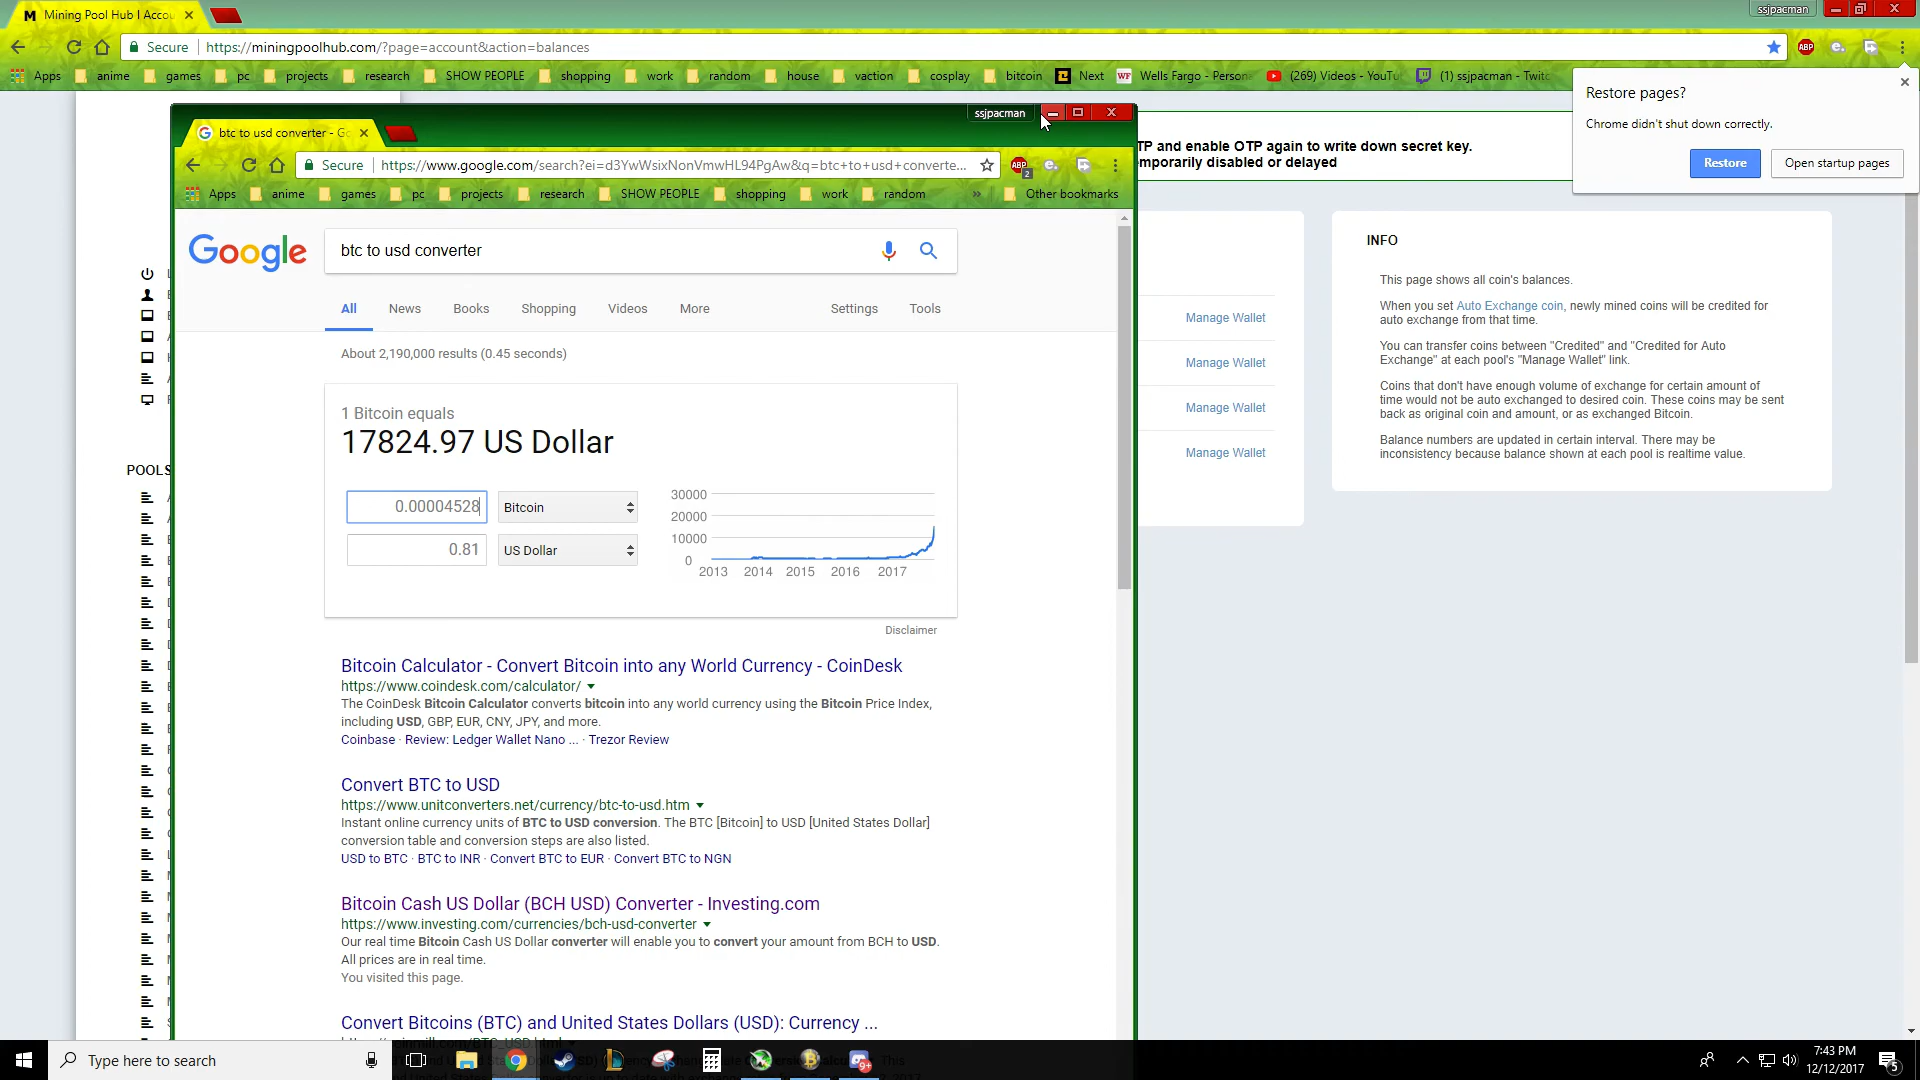 Mining Pool Hub | Accou
ssjpacman
Secure
https://miningpoolhub.com/?page=account&action=balances
ABP
Apps
anime
games
pc
projects
research
SHOW PEOPLE
shopping
work
random
house
vaction
cosplay
bitcoin
Next
WF
Wells Fargo - Person
(269) Videos - YouTu
(1) ssjpacman - Twitc
Restore pages?
Chrome didn't shut down correctly.
Restore
Open startup pages
ssjpacman
btc to usd converter - Go
Secure
https://www.google.com/search?ei=d3YwWsixNonVmwHL94PgAw&q=btc+to+usd+converte...
ABP
2
Apps
anime
games
pc
projects
research
SHOW PEOPLE
shopping
work
random
»
Other bookmarks
TP and enable OTP again to write down secret key.
mporarily disabled or delayed
Google
btc to usd converter
All
News
Books
Shopping
Videos
More
Settings
Tools
About 2,190,000 results (0.45 seconds)
1 Bitcoin equals
17824.97 US Dollar
0.00004528
Bitcoin
0.81
US Dollar
30000
20000
10000
0
2013
2014
2015
2016
2017
Disclaimer
Bitcoin Calculator - Convert Bitcoin into any World Currency - CoinDesk
https://www.coindesk.com/calculator/
The CoinDesk Bitcoin Calculator converts bitcoin into any world currency using the Bitcoin Price Index,
including USD, GBP, EUR, CNY, JPY, and more.
Coinbase · Review: Ledger Wallet Nano ... · Trezor Review
Convert BTC to USD
https://www.unitconverters.net/currency/btc-to-usd.htm
Instant online currency units of BTC to USD conversion. The BTC [Bitcoin] to USD [United States Dollar]
conversion table and conversion steps are also listed.
USD to BTC · BTC to INR · Convert BTC to EUR · Convert BTC to NGN
Bitcoin Cash US Dollar (BCH USD) Converter - Investing.com
https://www.investing.com/currencies/bch-usd-converter
Our real time Bitcoin Cash US Dollar converter will enable you to convert your amount from BCH to USD.
All prices are in real time.
You visited this page.
Convert Bitcoins (BTC) and United States Dollars (USD): Currency ...
POOLS
Manage Wallet
Manage Wallet
Manage Wallet
Manage Wallet
INFO
This page shows all coin's balances.
When you set Auto Exchange coin, newly mined coins will be credited for
auto exchange from that time.
You can transfer coins between "Credited" and "Credited for Auto
Exchange" at each pool's "Manage Wallet" link.
Coins that don't have enough volume of exchange for certain amount of
time would not be auto exchanged to desired coin. These coins may be sent
back as original coin and amount, or as exchanged Bitcoin.
Balance numbers are updated in certain interval. There may be
inconsistency because balance shown at each pool is realtime value.
Type here to search
9+
7:43 PM
12/12/2017
5